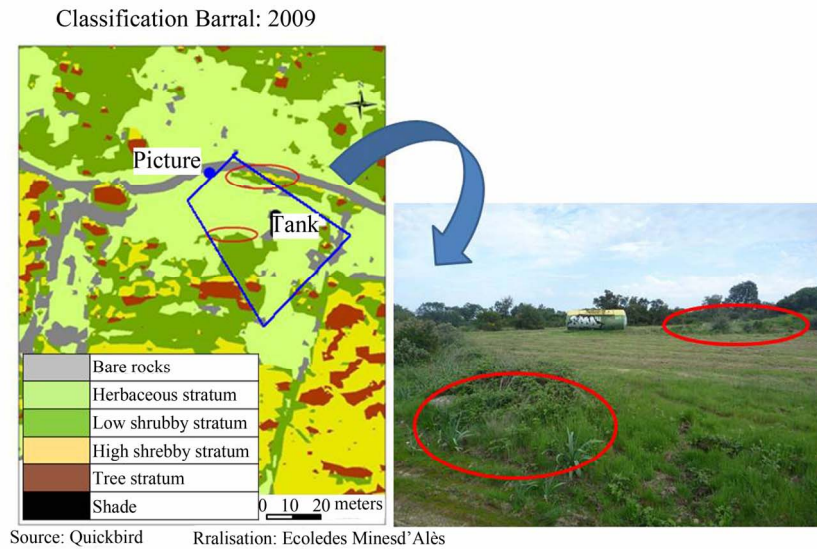 Classification Barral: 2009
N
Picture
Tank
Bare rocks
Herbaceous stratum
Low shrubby stratum
High shrebby stratum
Tree stratum
Shade
0 10 20 meters
Source: Quickbird Rralisation: Ecoledes Minesd'Alès